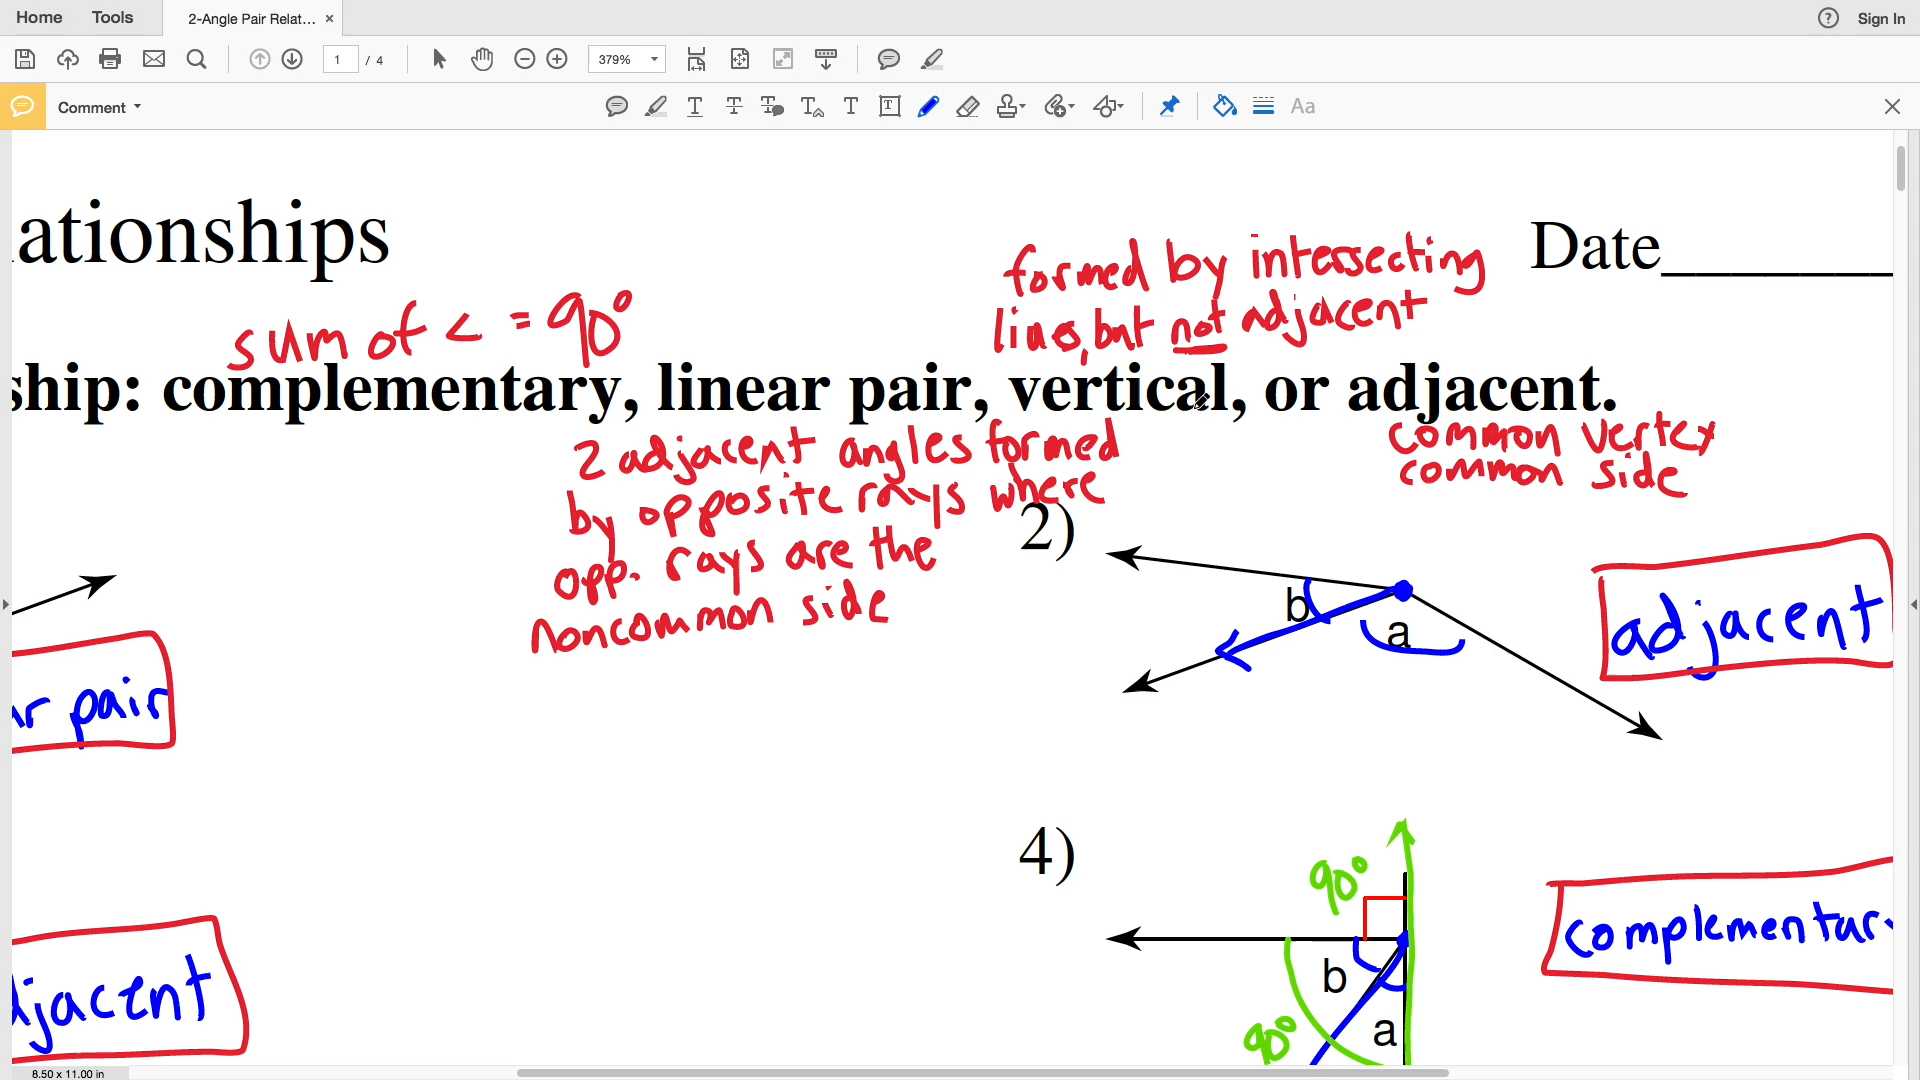 Home Tools 2-Angle Pair Relat... × ? Sign In
1 / 4 379%
Comment T T T T T T Aa
ationships
Date
formed by intersecting
lines, but not adjacent
sum of < = 90°
ship: complementary, linear pair, vertical, or adjacent.
2 adjacent angles formed
by opposite rays where
opp. rays are the
noncommon side
common vertex
common side
2)
b
a
adjacent
r pair
4)
90°
b
a
90°
complementar
djacent
8.50 x 11.00 in